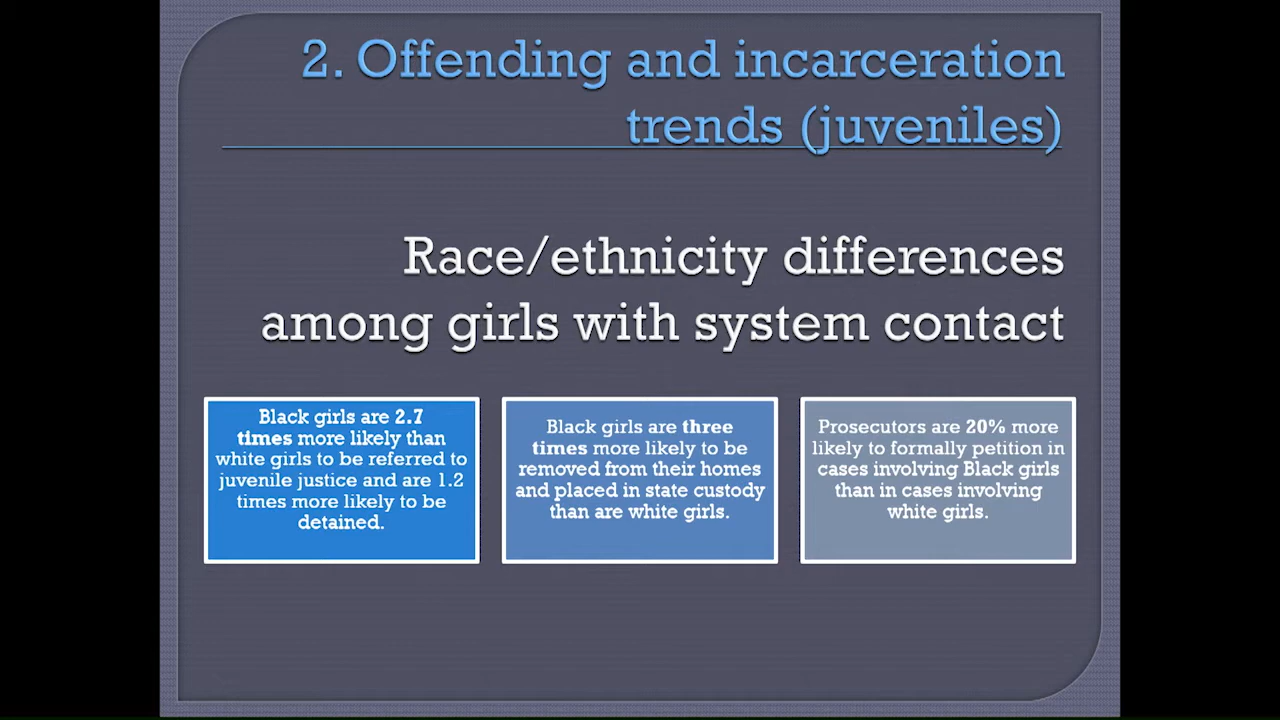 2. Offending and incarceration
trends (juveniles)
Race/ethnicity differences
among girls with system contact
Black girls are 2.7
times more likely than
white girls to be referred to
juvenile justice and are 1.2
times more likely to be
detained.
Black girls are three
times more likely to be
removed from their homes
and placed in state custody
than are white girls.
Prosecutors are 20% more
likely to formally petition in
cases involving Black girls
than in cases involving
white girls.